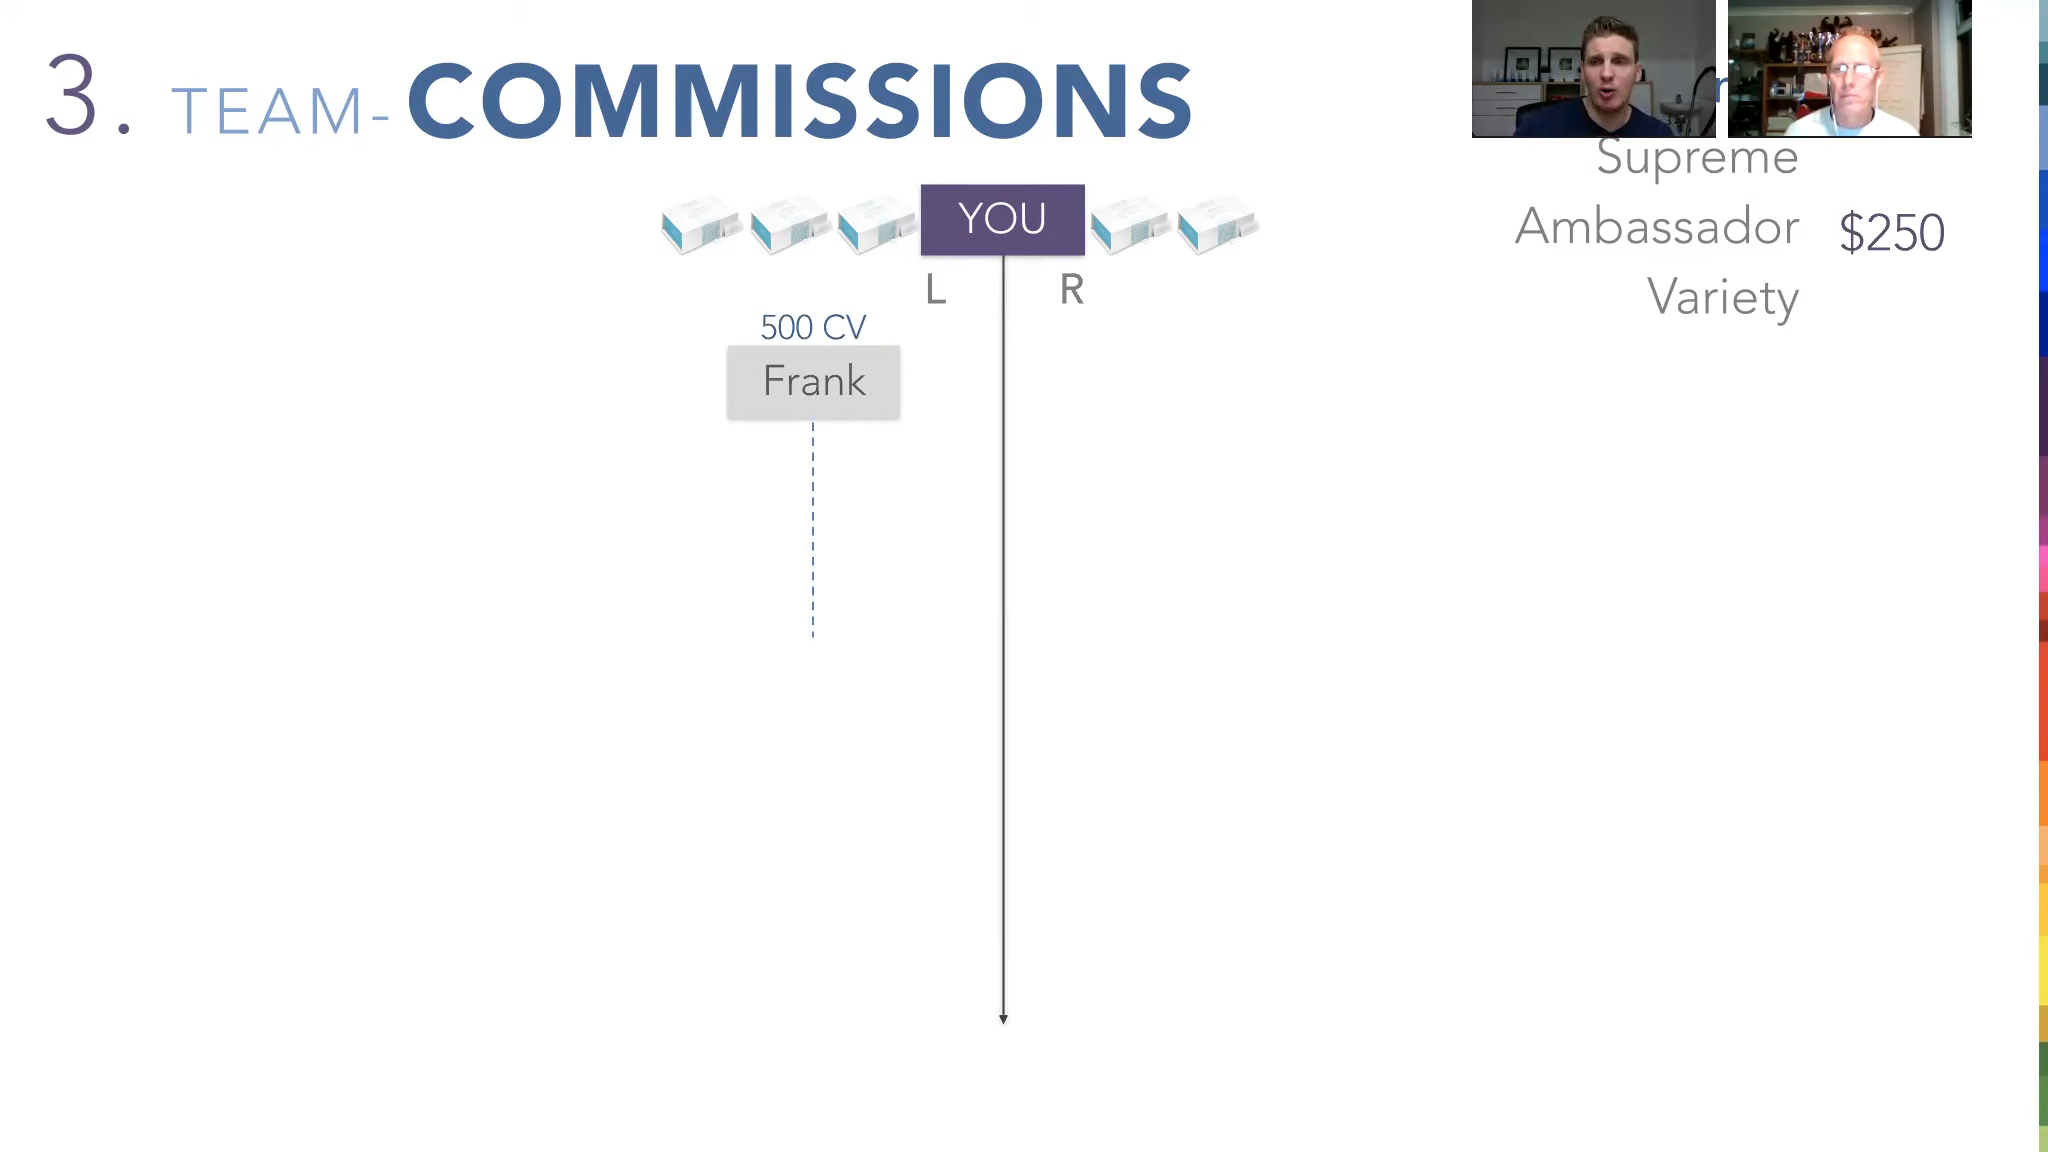 3. TEAM- COMMISSIONS
Supreme
Ambassador $250
Variety
YOU
L R
500 CV
Frank